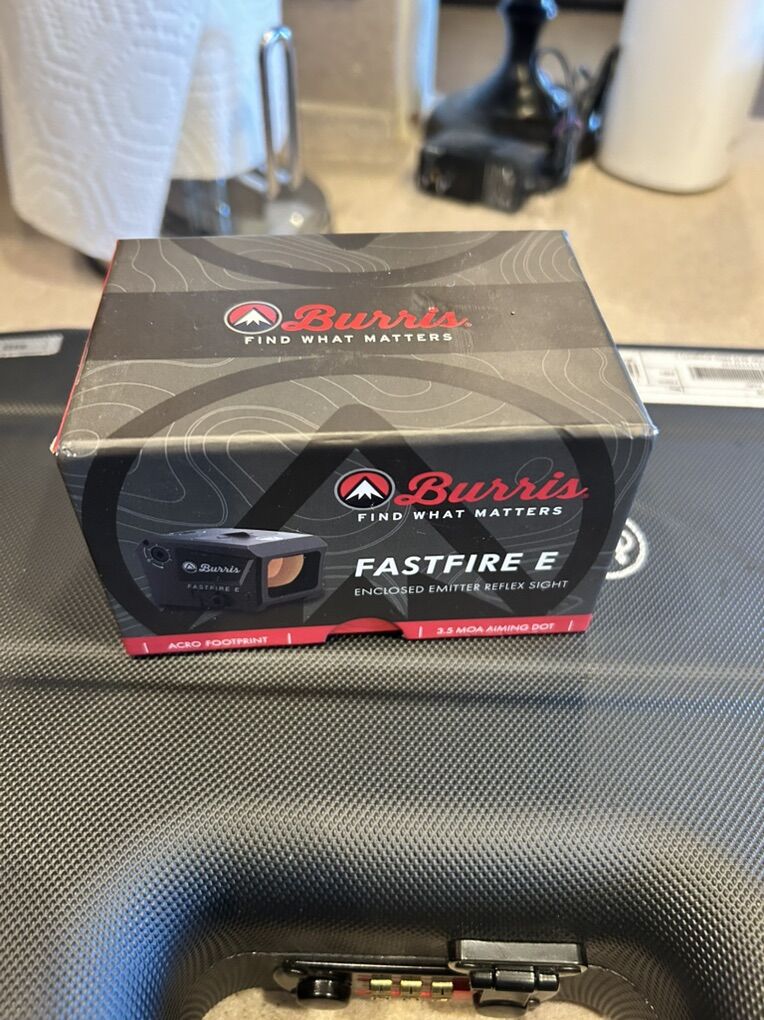 Burris
FIND WHAT MATTERS
Burris
FIND WHAT MATTERS
Burris
FASTFIRE E
FASTFIRE E
ENCLOSED EMITTER REFLEX SIGHT
ACRO FOOTPRINT
3.5 MOA AIMING DOT
R